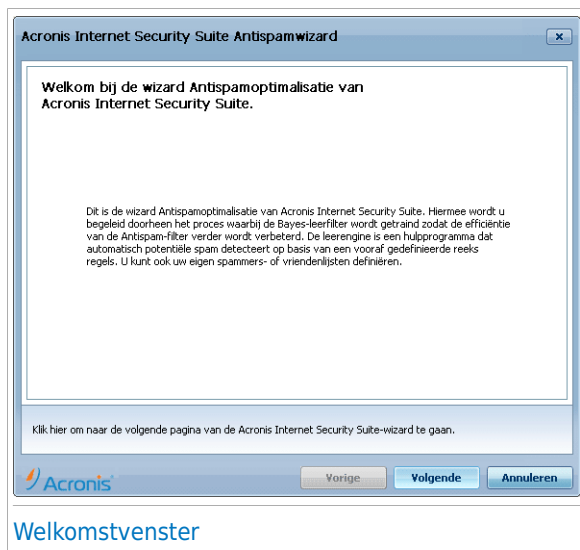 Acronis Internet Security Suite Antispamwizard
Welkom bij de wizard Antispamoptimalisatie van
Acronis Internet Security Suite.
Dit is de wizard Antispamoptimalisatie van Acronis Internet Security Suite. Hiermee wordt u
begeleid doorheen het proces waarbij de Bayes-leerfilter wordt getraind zodat de efficiëntie
van de Antispam-filter verder wordt verbeterd. De leerengine is een hulpprogramma dat
automatisch potentiële spam detecteert op basis van een vooraf gedefinieerde reeks
regels. U kunt ook uw eigen spammers- of vriendenlijsten definiëren.
Klik hier om naar de volgende pagina van de Acronis Internet Security Suite-wizard te gaan.
Acronis
Vorige
Volgende
Annuleren
Welkomstvenster